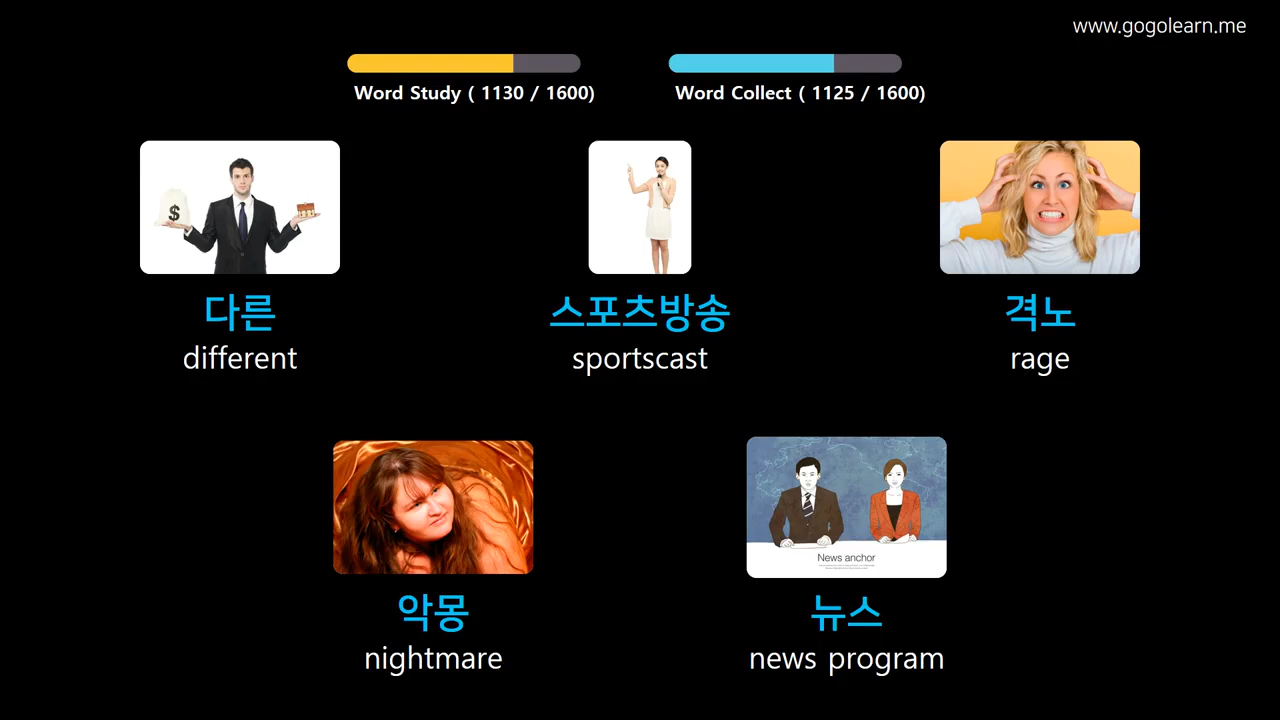 www.gogolearn.me
Word Study ( 1130 / 1600)
Word Collect ( 1125 / 1600)
$
다른
different
스포츠방송
sportscast
격노
rage
News anchor
악몽
nightmare
뉴스
news program